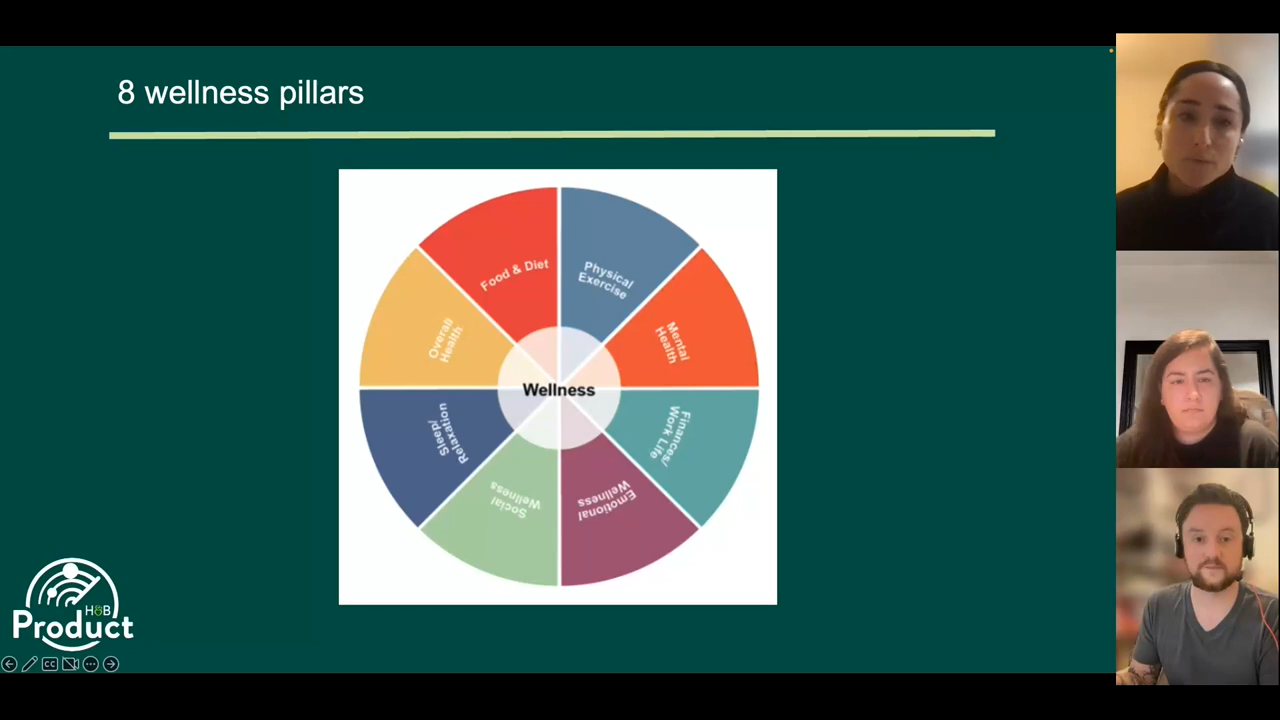 8 wellness pillars
Food & Diet
Physical
Exercise
Mental
Health
Finances/
Work Life
Emotional
Wellness
Social
Wellness
Sleep/
Relaxation
Overall
Health
Wellness
H&B
Product
CC